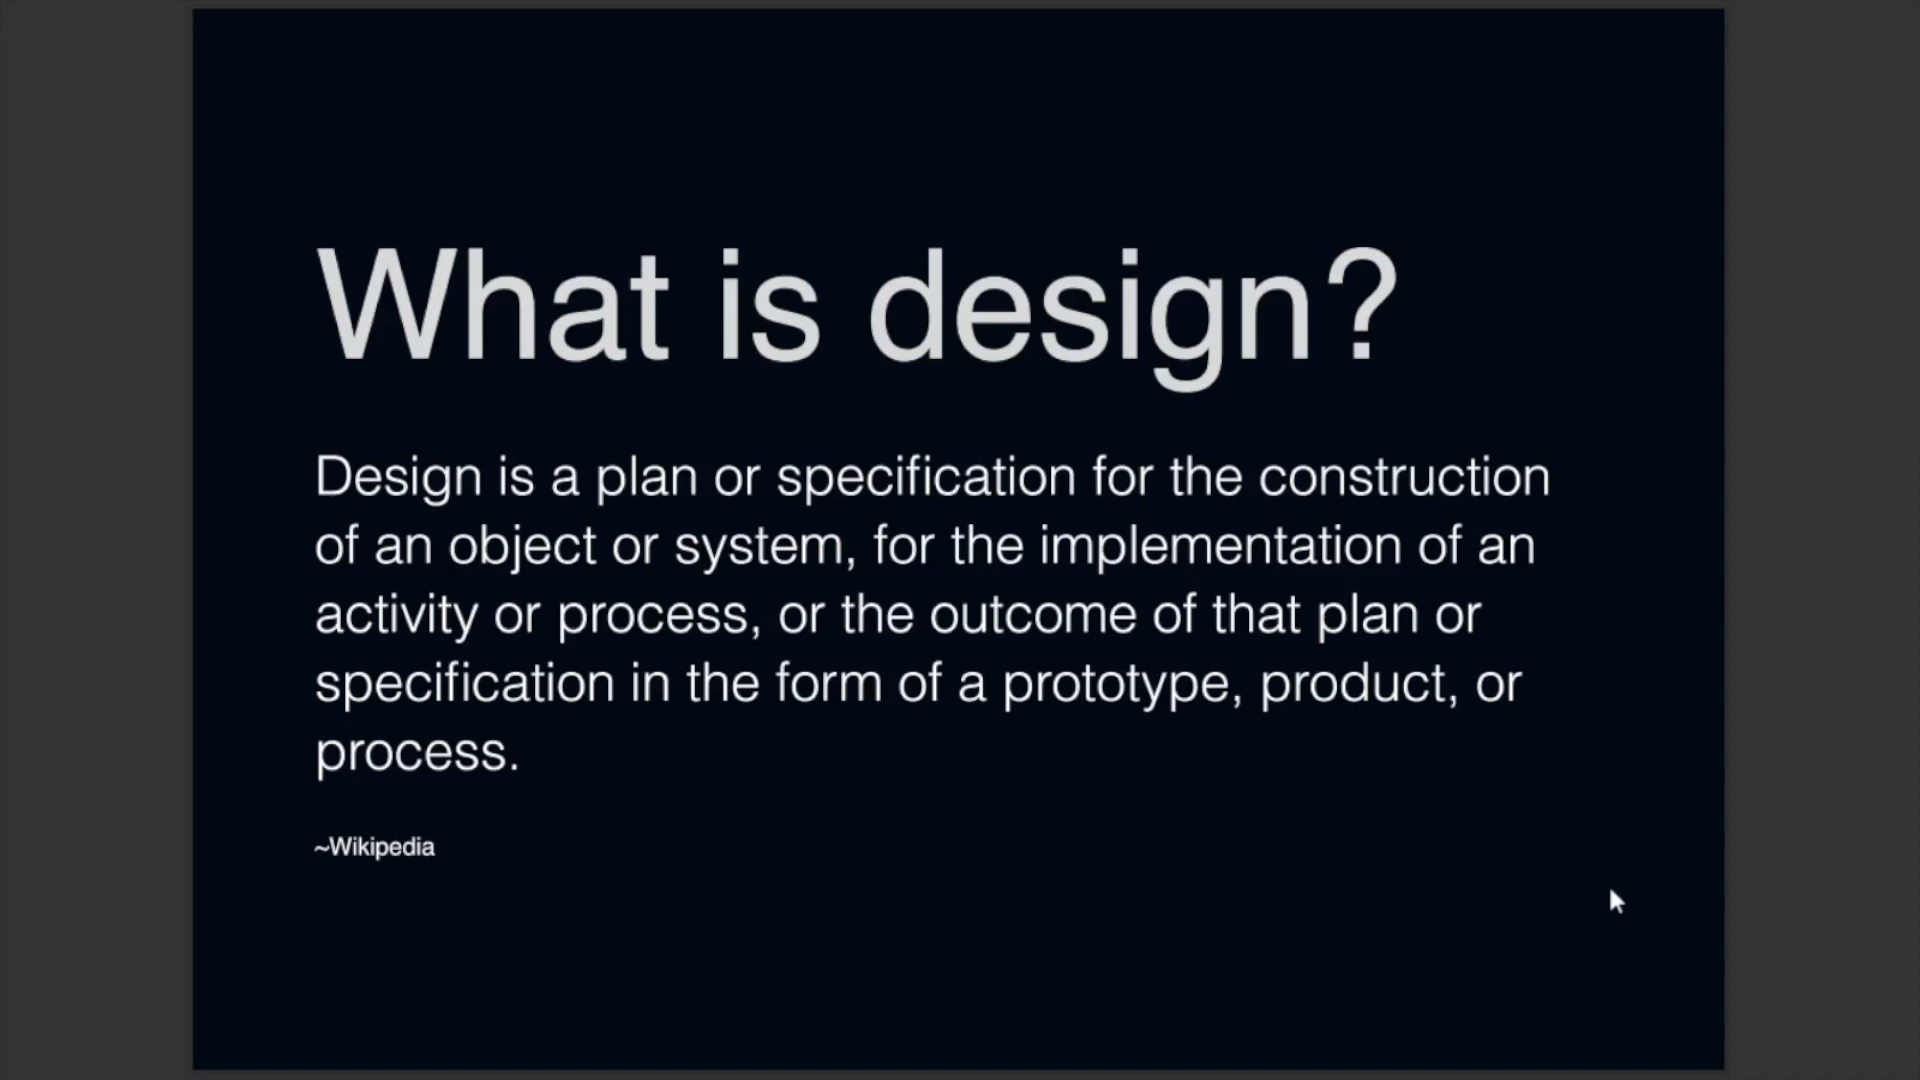 What is design?
Design is a plan or specification for the construction
of an object or system, for the implementation of an
activity or process, or the outcome of that plan or
specification in the form of a prototype, product, or
process.
~Wikipedia